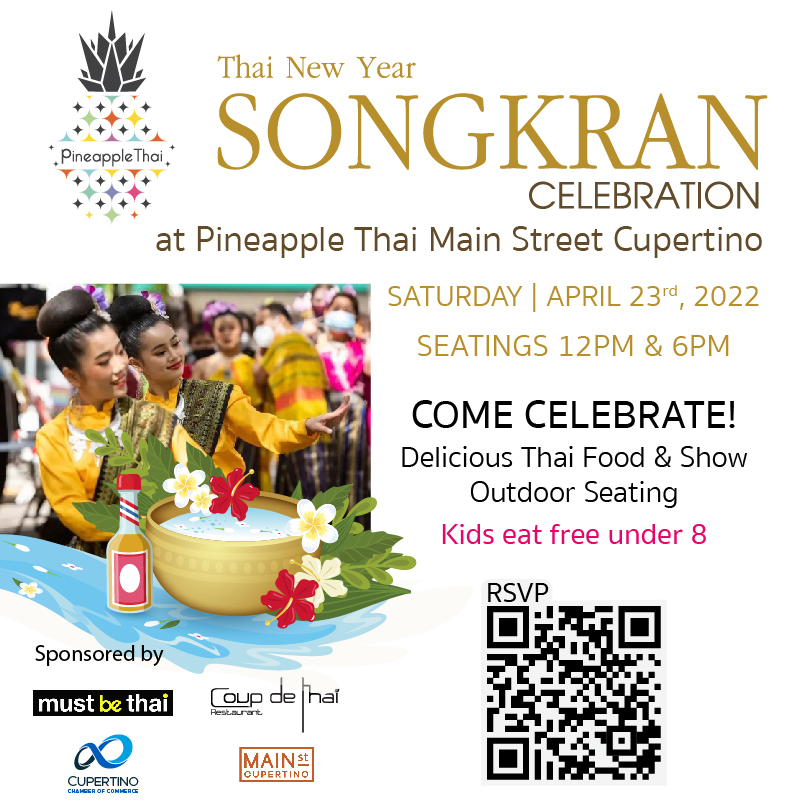 Thai New Year
SONGKRAN
CELEBRATION
at Pineapple Thai Main Street Cupertino
PineappleThai
SATURDAY | APRIL 23rd, 2022
SEATINGS 12PM & 6PM
COME CELEBRATE!
Delicious Thai Food & Show
Outdoor Seating
Kids eat free under 8
RSVP
Sponsored by
must be thai
Coup de Thai
Restaurant
CUPERTINO
CHAMBER OF COMMERCE
MAIN st
CUPERTINO